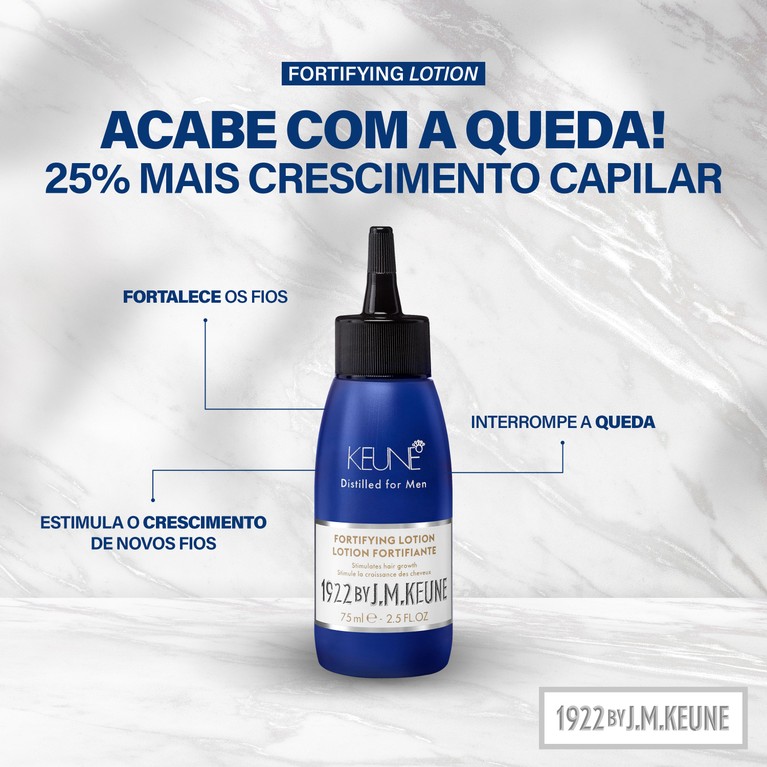 FORTIFYING LOTION
ACABE COM A QUEDA!
25% MAIS CRESCIMENTO CAPILAR
FORTALECE OS FIOS
INTERROMPE A QUEDA
ESTIMULA O CRESCIMENTO
DE NOVOS FIOS
KEUNE
Distilled for Men
FORTIFYING LOTION
LOTION FORTIFIANTE
Stimulates hair growth
Stimule la croissance des cheveux
1922 BY J.M.KEUNE
75 ml ℮ - 2.5 FL.OZ
1922 BY J.M.KEUNE